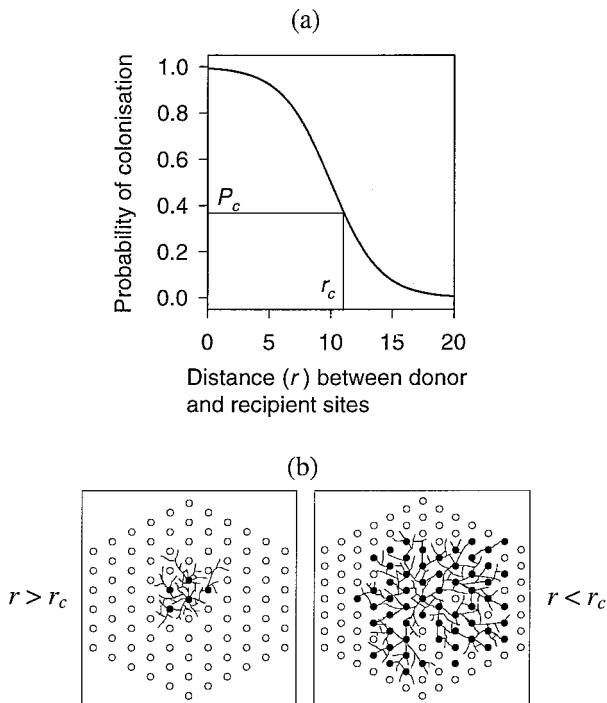 (a)
Probability of colonisation
1.0
0.8
0.6
0.4
0.2
0.0
P_c
r_c
0 5 10 15 20
Distance (r) between donor
and recipient sites
(b)
r > r_c
r < r_c